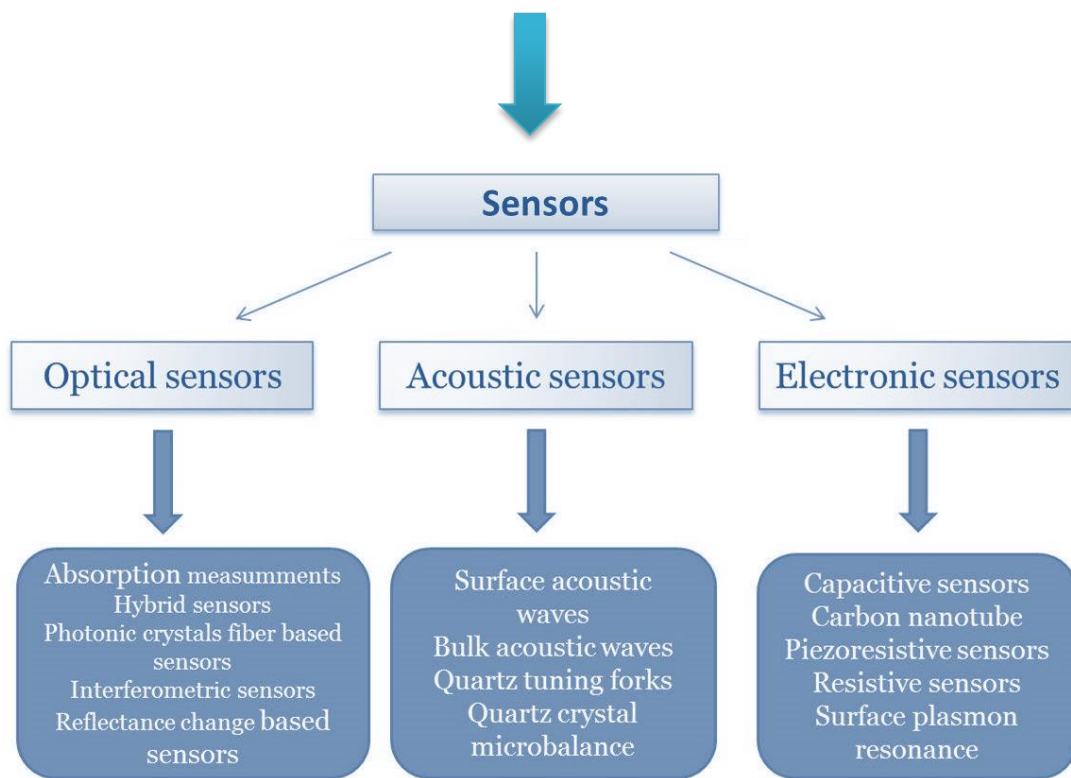 Sensors
Optical sensors
Acoustic sensors
Electronic sensors
Absorption measumments
Hybrid sensors
Photonic crystals fiber based
sensors
Interferometric sensors
Reflectance change based
sensors
Surface acoustic
waves
Bulk acoustic waves
Quartz tuning forks
Quartz crystal
microbalance
Capacitive sensors
Carbon nanotube
Piezoresistive sensors
Resistive sensors
Surface plasmon
resonance